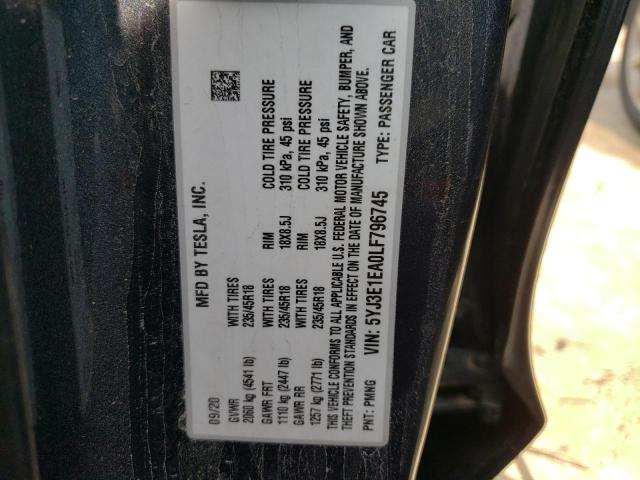 MFD BY TESLA, INC.
09/20
GVWR WITH TIRES RIM COLD TIRE PRESSURE
2060 kg (4541 lb) 235/45R18 18X8.5J 310 kPa, 45 psi
GAWR FRT WITH TIRES RIM COLD TIRE PRESSURE
1110 kg (2447 lb) 235/45R18 18X8.5J 310 kPa, 45 psi
GAWR RR
1257 kg (2771 lb) 235/45R18
THIS VEHICLE CONFORMS TO ALL APPLICABLE U.S. FEDERAL MOTOR VEHICLE SAFETY, BUMPER, AND
THEFT PREVENTION STANDARDS IN EFFECT ON THE DATE OF MANUFACTURE SHOWN ABOVE.
PNT: PMNG VIN: 5YJ3E1EA0LF796745 TYPE: PASSENGER CAR